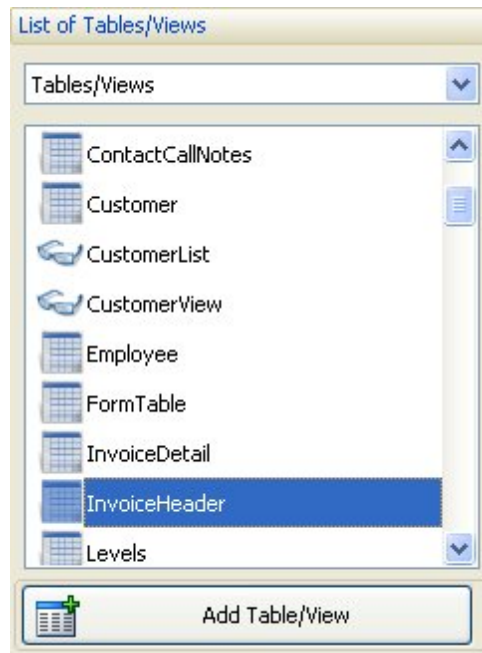 List of Tables/Views
Tables/Views
ContactCallNotes
Customer
CustomerList
CustomerView
Employee
FormTable
InvoiceDetail
InvoiceHeader
Levels
Add Table/View